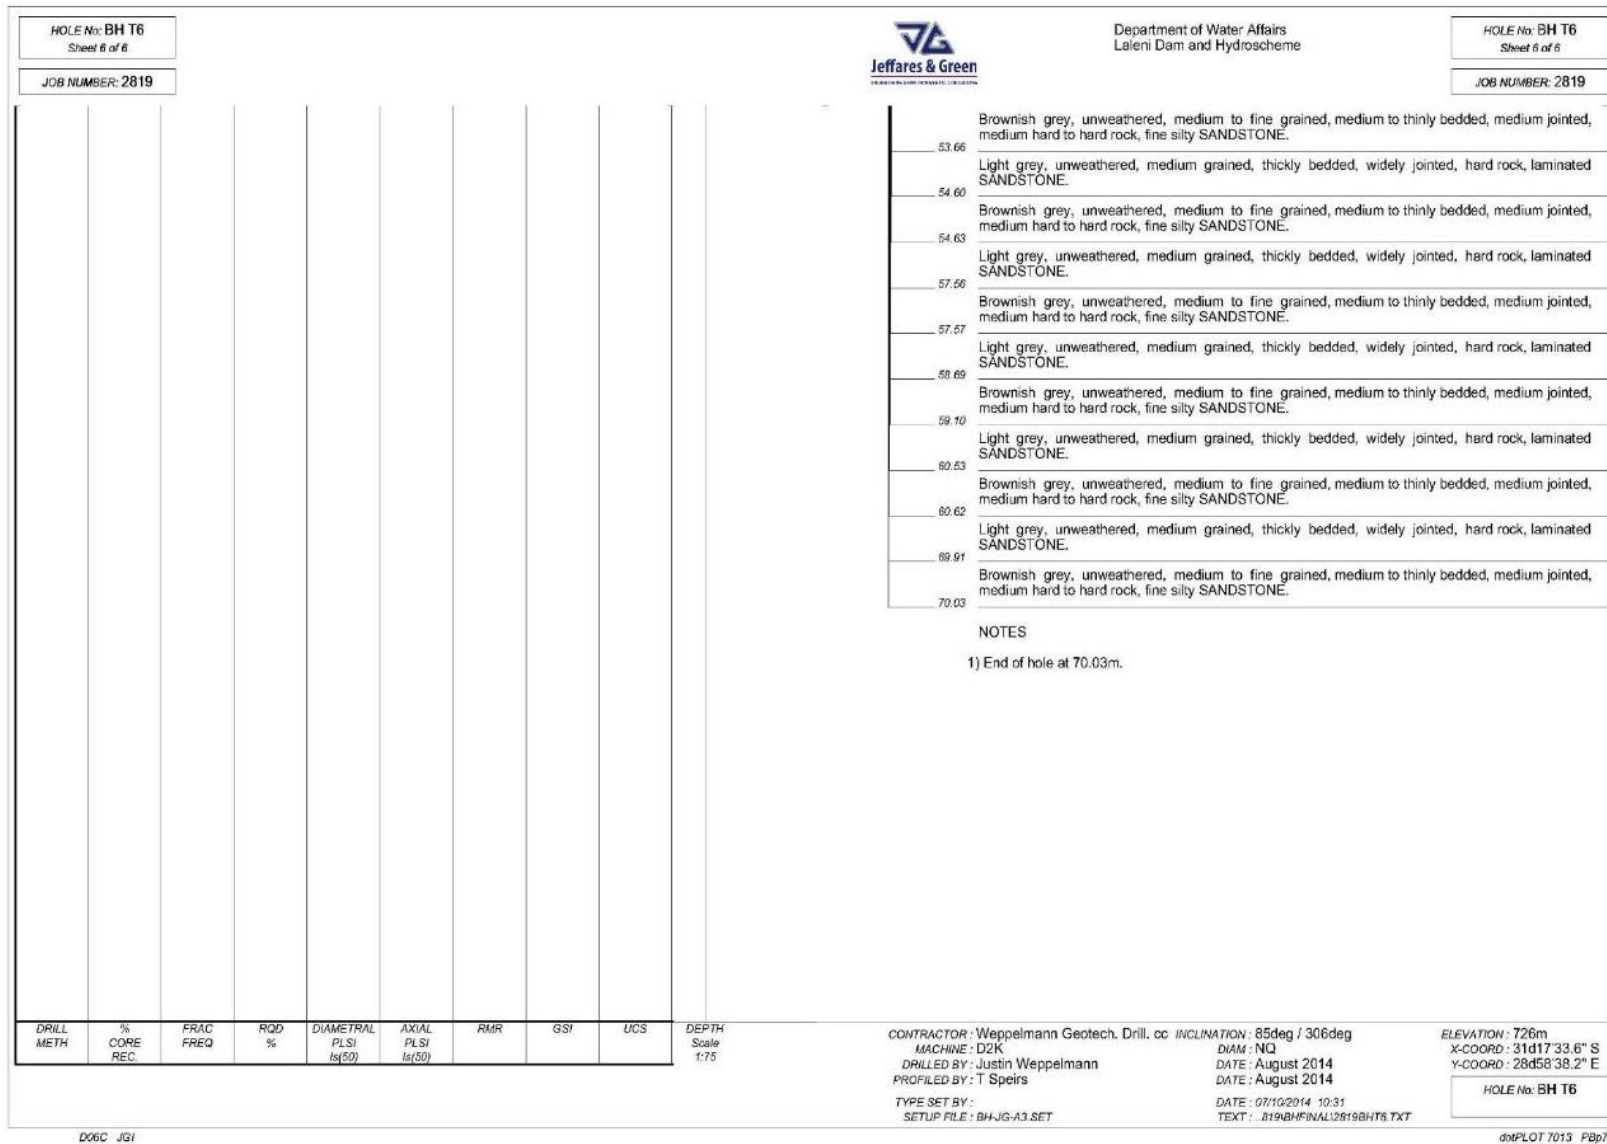 HOLE No: BH T6
Sheet 6 of 6
JOB NUMBER: 2819
Jeffares & Green
Department of Water Affairs
Laleni Dam and Hydroscheme
HOLE No: BH T6
Sheet 6 of 6
JOB NUMBER: 2819
Brownish grey, unweathered, medium to fine grained, medium to thinly bedded, medium jointed,
medium hard to hard rock, fine silty SANDSTONE.
53.66
Light grey, unweathered, medium grained, thickly bedded, widely jointed, hard rock, laminated
SANDSTONE.
54.60
Brownish grey, unweathered, medium to fine grained, medium to thinly bedded, medium jointed,
medium hard to hard rock, fine silty SANDSTONE.
54.63
Light grey, unweathered, medium grained, thickly bedded, widely jointed, hard rock, laminated
SANDSTONE.
57.56
Brownish grey, unweathered, medium to fine grained, medium to thinly bedded, medium jointed,
medium hard to hard rock, fine silty SANDSTONE.
57.57
Light grey, unweathered, medium grained, thickly bedded, widely jointed, hard rock, laminated
SANDSTONE.
58.69
Brownish grey, unweathered, medium to fine grained, medium to thinly bedded, medium jointed,
medium hard to hard rock, fine silty SANDSTONE.
59.10
Light grey, unweathered, medium grained, thickly bedded, widely jointed, hard rock, laminated
SANDSTONE.
60.53
Brownish grey, unweathered, medium to fine grained, medium to thinly bedded, medium jointed,
medium hard to hard rock, fine silty SANDSTONE.
60.62
Light grey, unweathered, medium grained, thickly bedded, widely jointed, hard rock, laminated
SANDSTONE.
69.91
Brownish grey, unweathered, medium to fine grained, medium to thinly bedded, medium jointed,
medium hard to hard rock, fine silty SANDSTONE.
70.03
NOTES
1) End of hole at 70.03m.
DRILL METH
% CORE REC.
FRAC FREQ
RQD %
DIAMETRAL PLSI Is(50)
AXIAL PLSI Is(50)
RMR
GSI
UCS
DEPTH Scale 1:75
CONTRACTOR : Weppelmann Geotech. Drill. cc INCLINATION : 85deg / 306deg ELEVATION : 726m
MACHINE : D2K DIAM : NQ X-COORD : 31d17'33.6" S
DRILLED BY : Justin Weppelmann DATE : August 2014 Y-COORD : 28d58'38.2" E
PROFILED BY : T Speirs DATE : August 2014
HOLE No: BH T6
TYPE SET BY : DATE : 07/10/2014 10:31
SETUP FILE : BH-JG-A3.SET TEXT : ..819\BHFINAL\2819BHT6.TXT
D06C JGI
dotPLOT 7013 PBp7